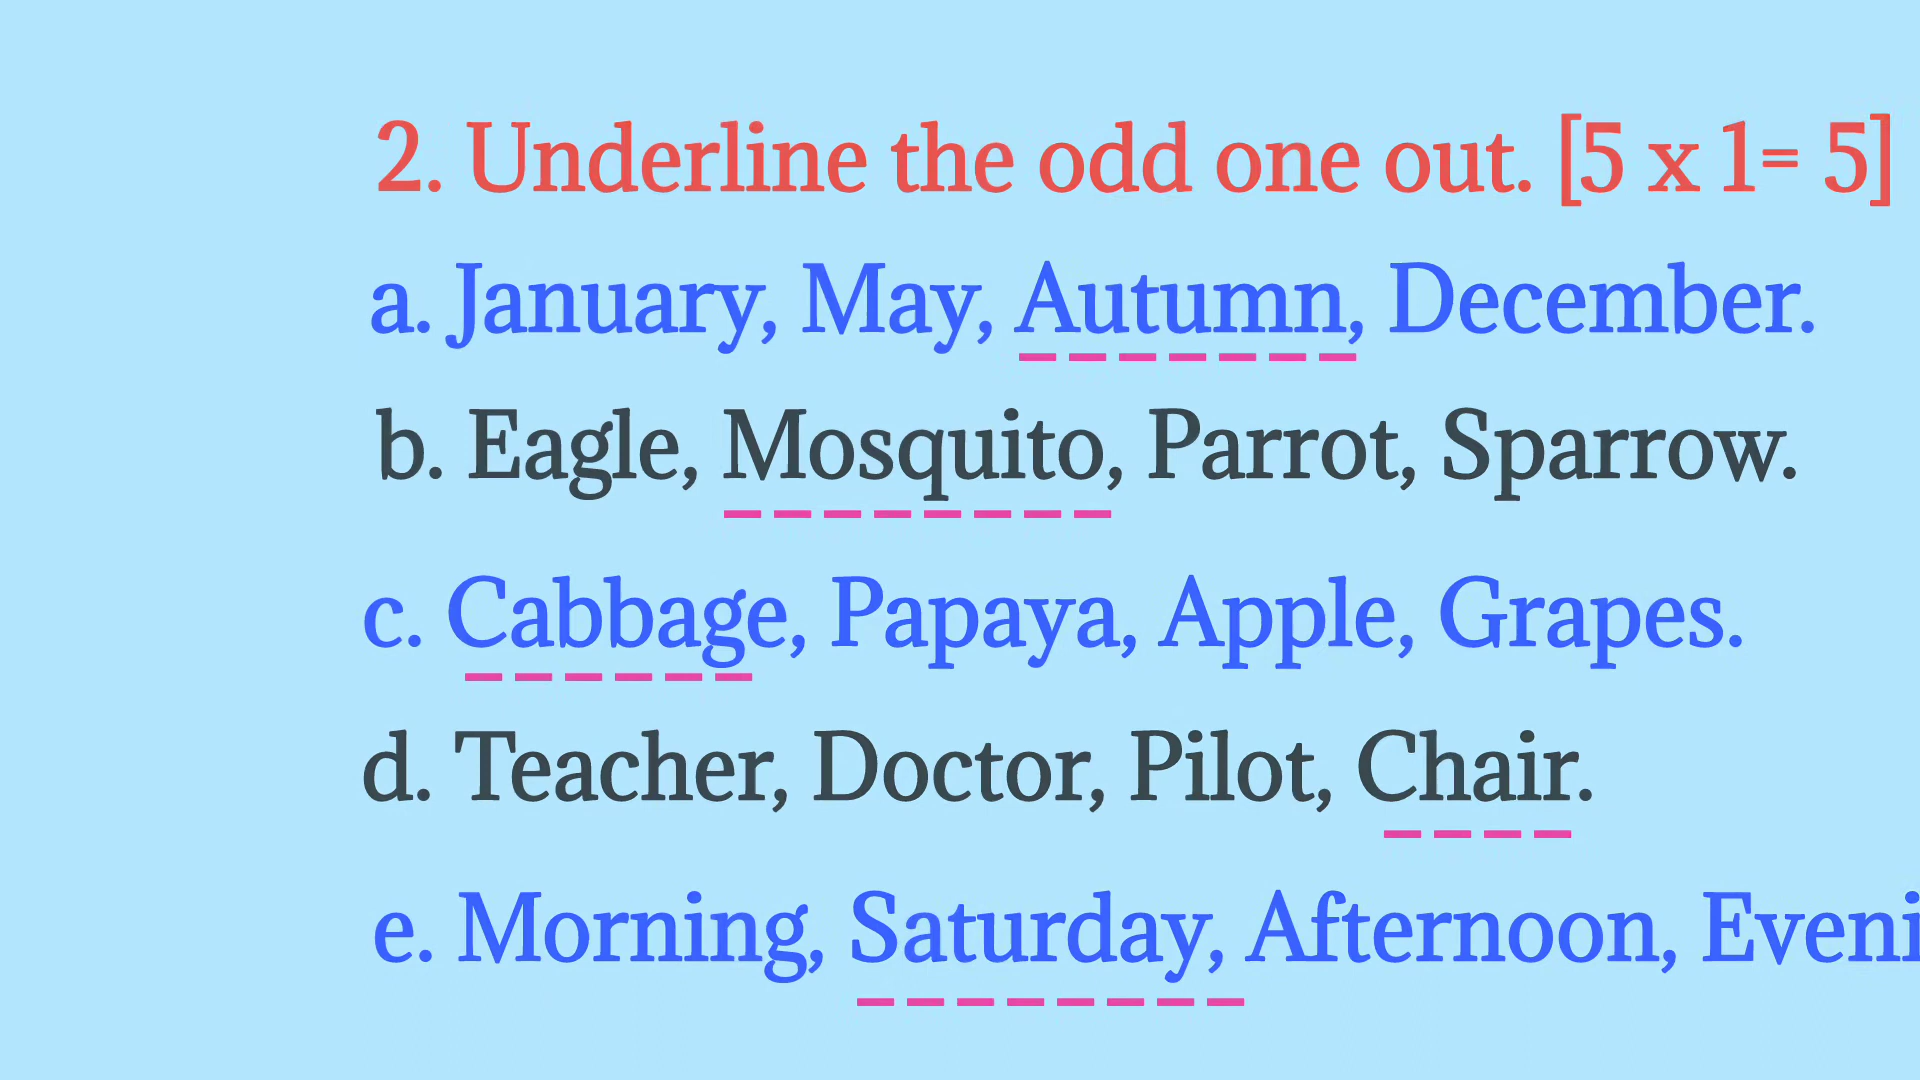 2. Underline the odd one out. [5 x 1= 5]
a. January, May, Autumn, December.
b. Eagle, Mosquito, Parrot, Sparrow.
c. Cabbage, Papaya, Apple, Grapes.
d. Teacher, Doctor, Pilot, Chair.
e. Morning, Saturday, Afternoon,